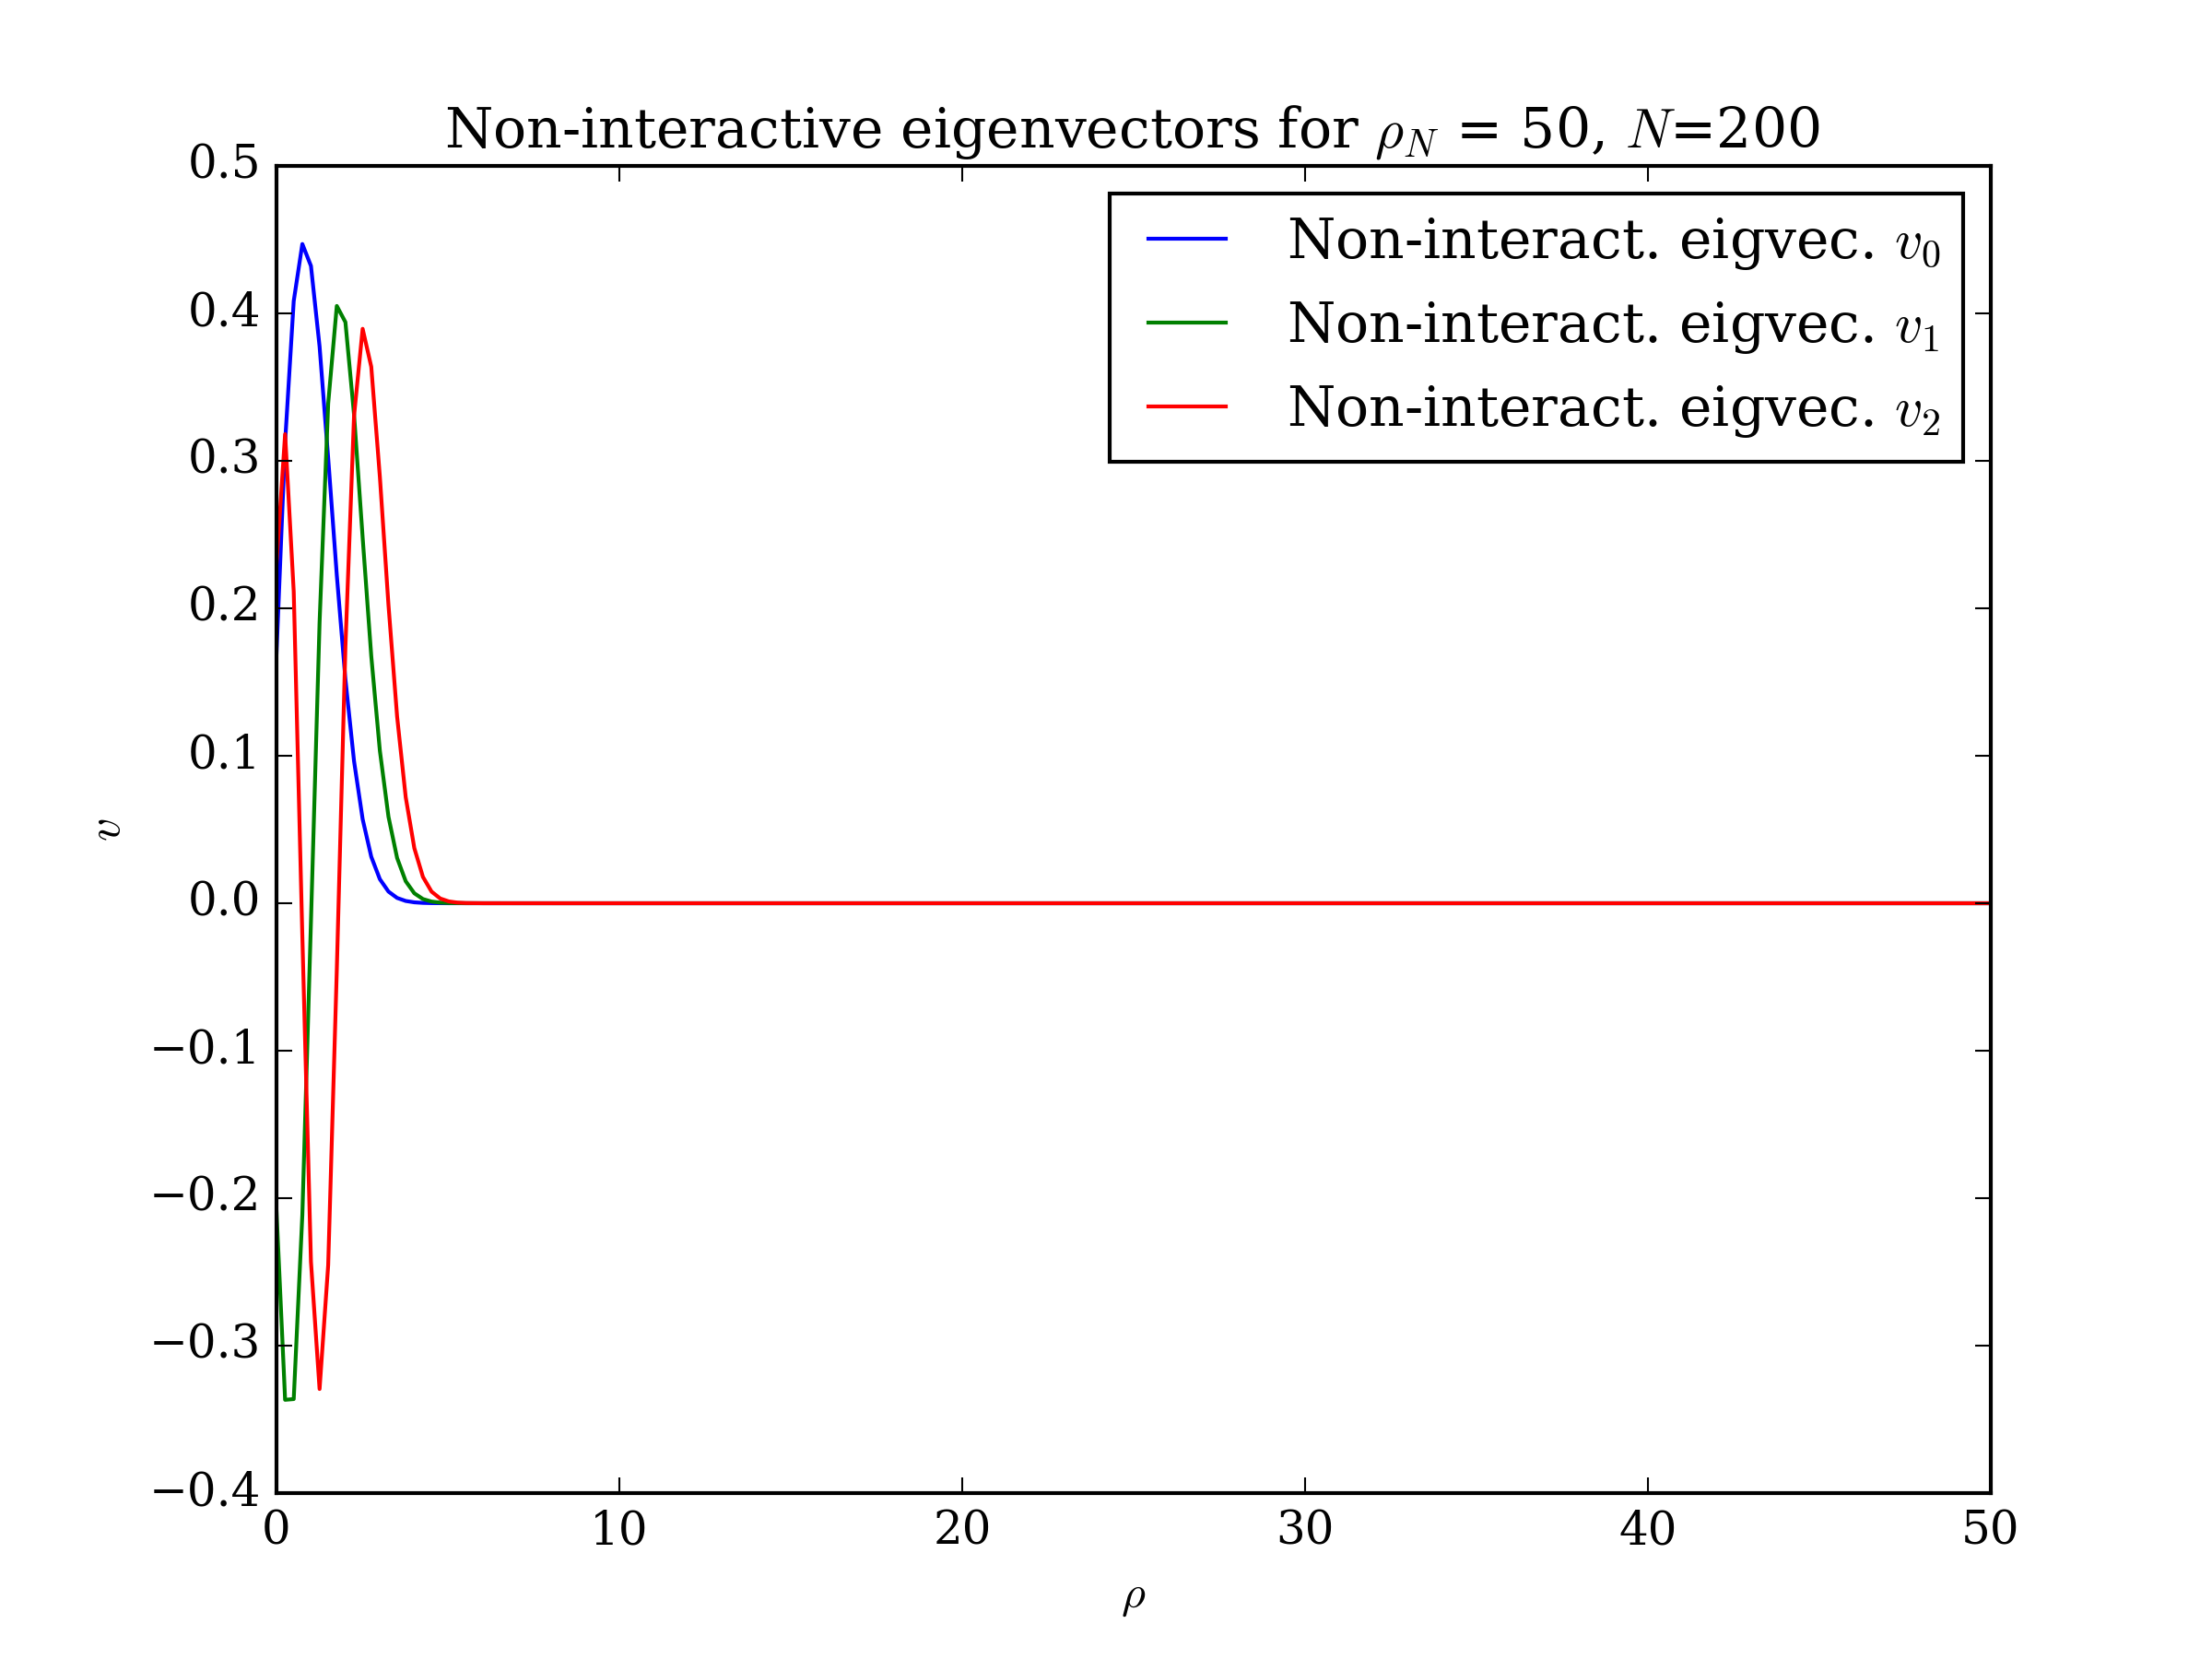 Non-interactive eigenvectors for ρ_N = 50, N=200
0.5
0.4
0.3
0.2
0.1
0.0
−0.1
−0.2
−0.3
−0.4
v
Non-interact. eigvec. v_0
Non-interact. eigvec. v_1
Non-interact. eigvec. v_2
0 10 20 30 40 50
ρ